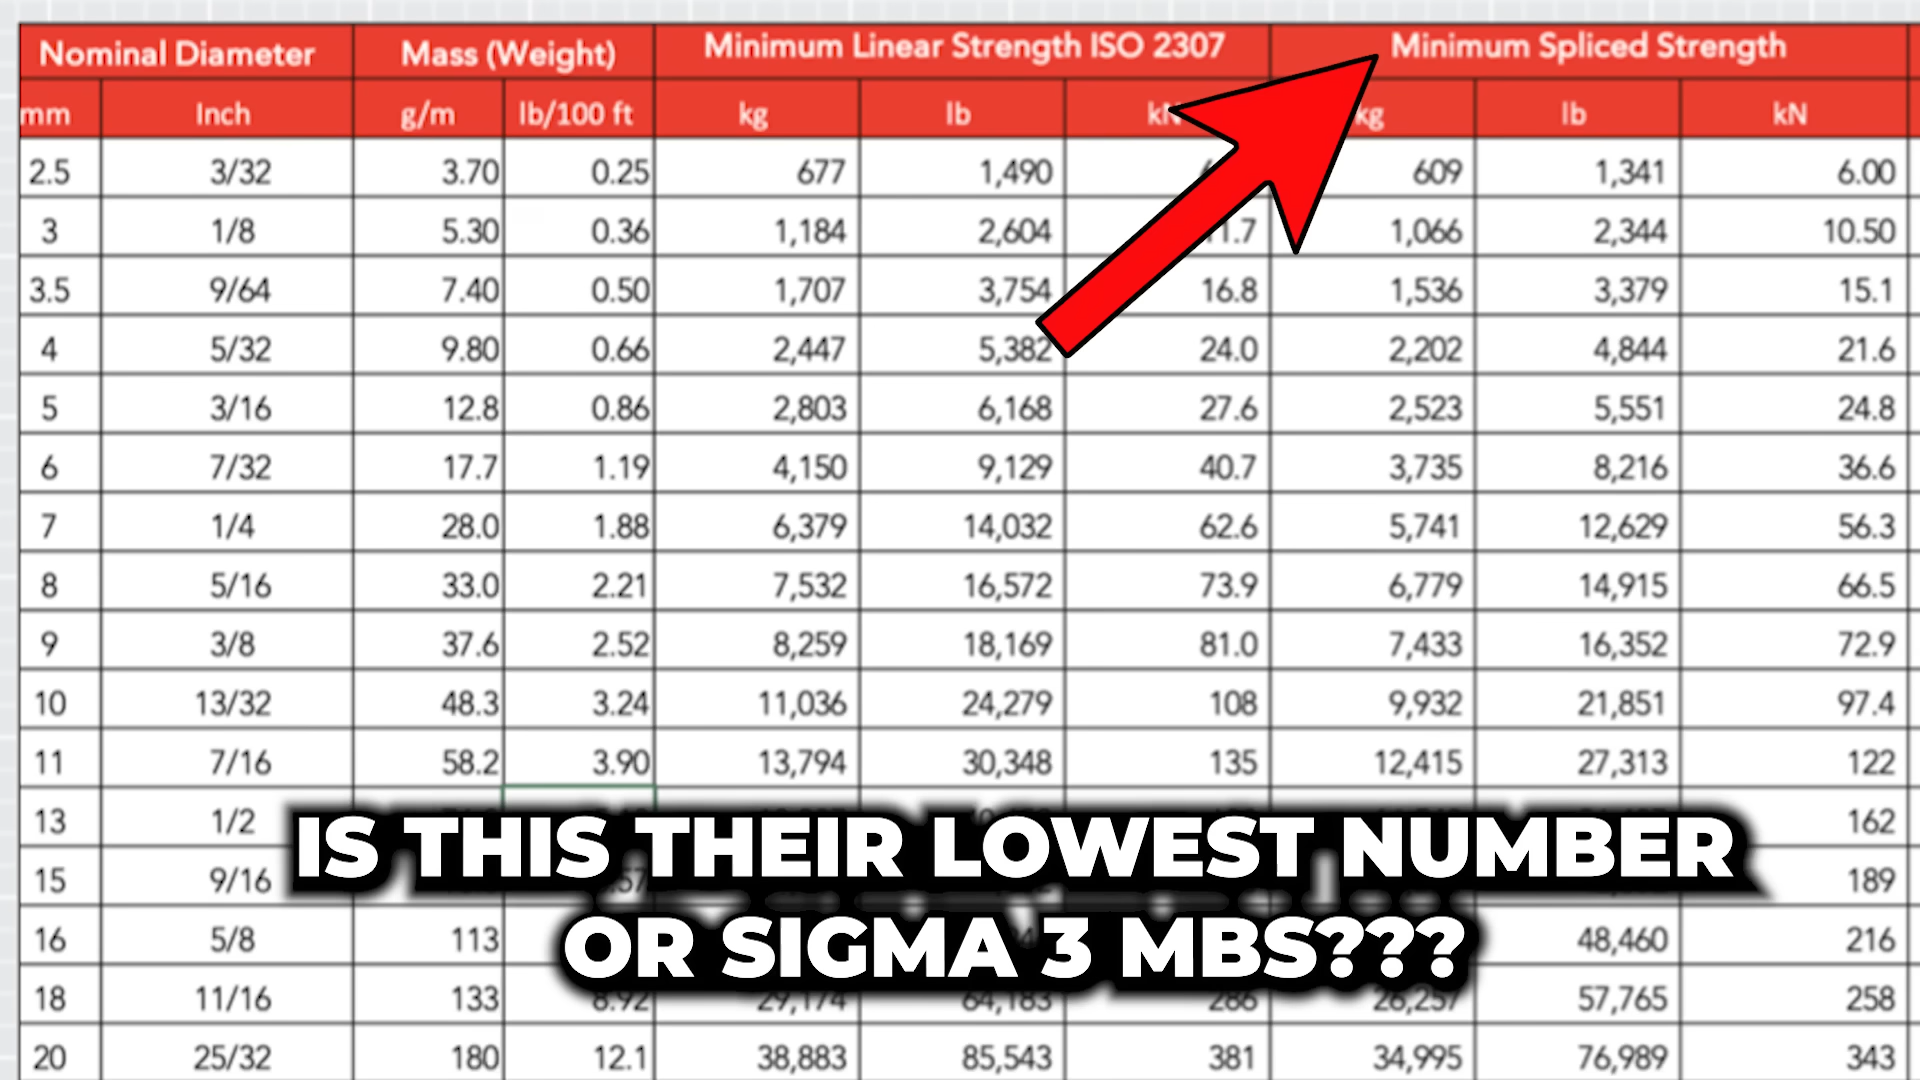 Nominal Diameter Mass (Weight) Minimum Linear Strength ISO 2307 Minimum Spliced Strength
mm Inch g/m lb/100 ft kg lb kN kg lb kN
2.5 3/32 3.70 0.25 677 1,490 609 1,341 6.00
3 1/8 5.30 0.36 1,184 2,604 1,066 2,344 10.50
3.5 9/64 7.40 0.50 1,707 3,754 16.8 1,536 3,379 15.1
4 5/32 9.80 0.66 2,447 5,382 24.0 2,202 4,844 21.6
5 3/16 12.8 0.86 2,803 6,168 27.6 2,523 5,551 24.8
6 7/32 17.7 1.19 4,150 9,129 40.7 3,735 8,216 36.6
7 1/4 28.0 1.88 6,379 14,032 62.6 5,741 12,629 56.3
8 5/16 33.0 2.21 7,532 16,572 73.9 6,779 14,915 66.5
9 3/8 37.6 2.52 8,259 18,169 81.0 7,433 16,352 72.9
10 13/32 48.3 3.24 11,036 24,279 108 9,932 21,851 97.4
11 7/16 58.2 3.90 13,794 30,348 135 12,415 27,313 122
13 1/2 162
IS THIS THEIR LOWEST NUMBER
15 9/16 189
OR SIGMA 3 MBS???
16 5/8 113 48,460 216
18 11/16 133 8.92 29,174 64,183 286 26,257 57,765 258
20 25/32 180 12.1 38,883 85,543 381 34,995 76,989 343